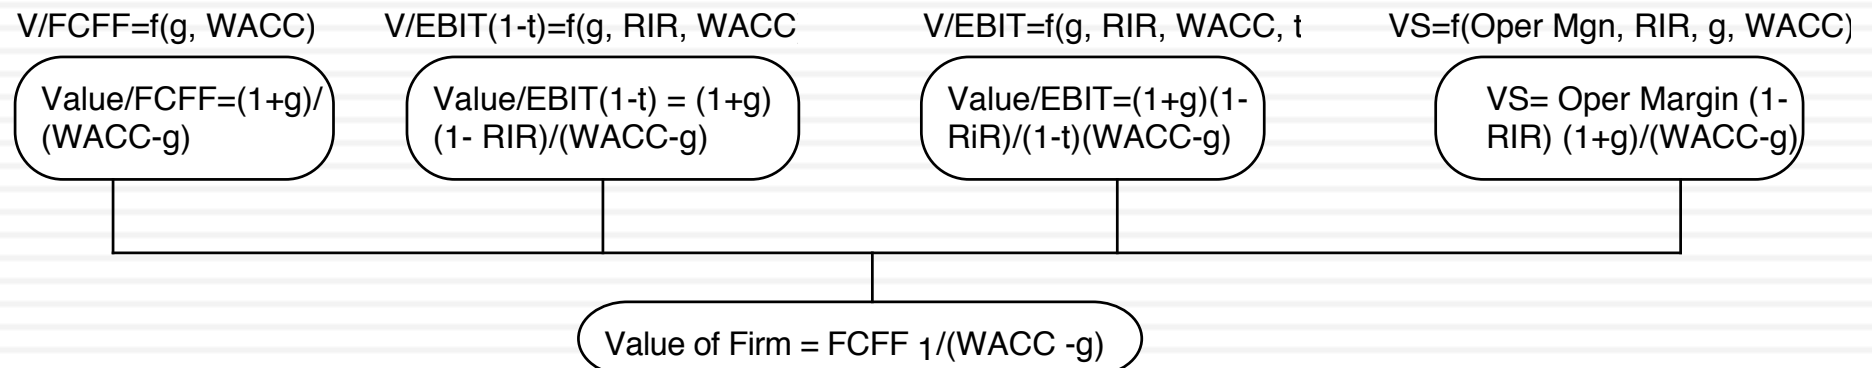 V/FCFF=f(g, WACC)
V/EBIT(1-t)=f(g, RIR, WACC
V/EBIT=f(g, RIR, WACC, t
VS=f(Oper Mgn, RIR, g, WACC)
Value/FCFF=(1+g)/
(WACC-g)
Value/EBIT(1-t) = (1+g)
(1- RIR)/(WACC-g)
Value/EBIT=(1+g)(1-
RiR)/(1-t)(WACC-g)
VS= Oper Margin (1-
RIR) (1+g)/(WACC-g)
Value of Firm = FCFF 1/(WACC -g)